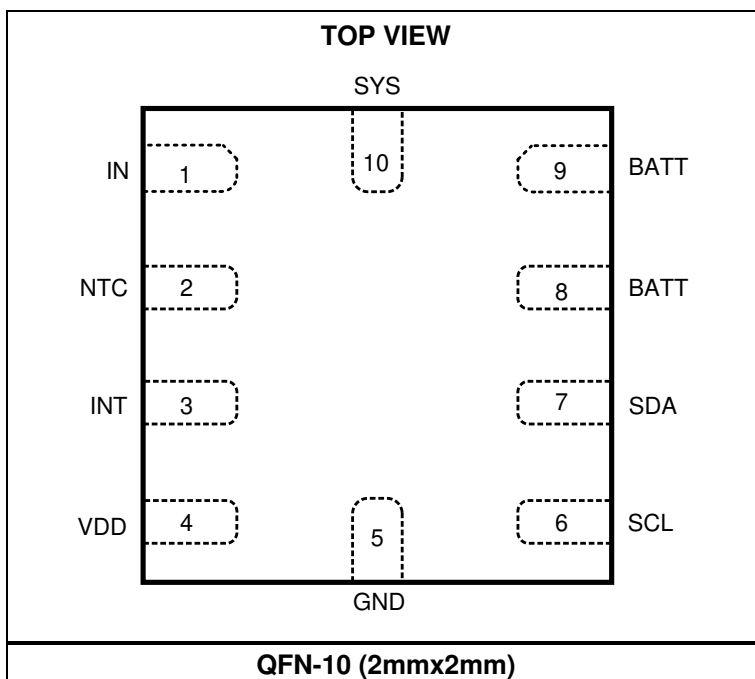 TOP VIEW
SYS
IN 1 10 9 BATT
NTC 2 8 BATT
INT 3 7 SDA
VDD 4 5 6 SCL
GND
QFN-10 (2mmx2mm)